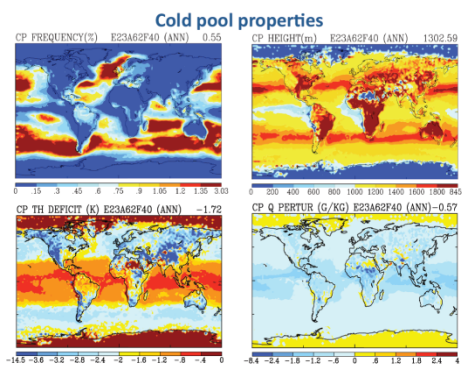 Cold pool properties
CP FREQUENCY(%) E23A62F40 (ANN) 0.55
CP HEIGHT(m) E23A62F40 (ANN) 1302.59
0 .15 .3 .45 .6 .75 .9 1.05 1.2 1.35 3.03
0 200 400 600 800 1000 1200 1400 1600 1800 845
CP TH DEFICIT (K) E23A62F40 (ANN) -1.72
CP Q PERTUR (G/KG) E23A62F40 (ANN) -0.57
-14.5 -3.6 -3.2 -2.8 -2.4 -2 -1.6 -1.2 -.8 -.4 0
-8.4 -2.4 -1.8 -1.2 -.6 0 .6 1.2 1.8 2.4 4